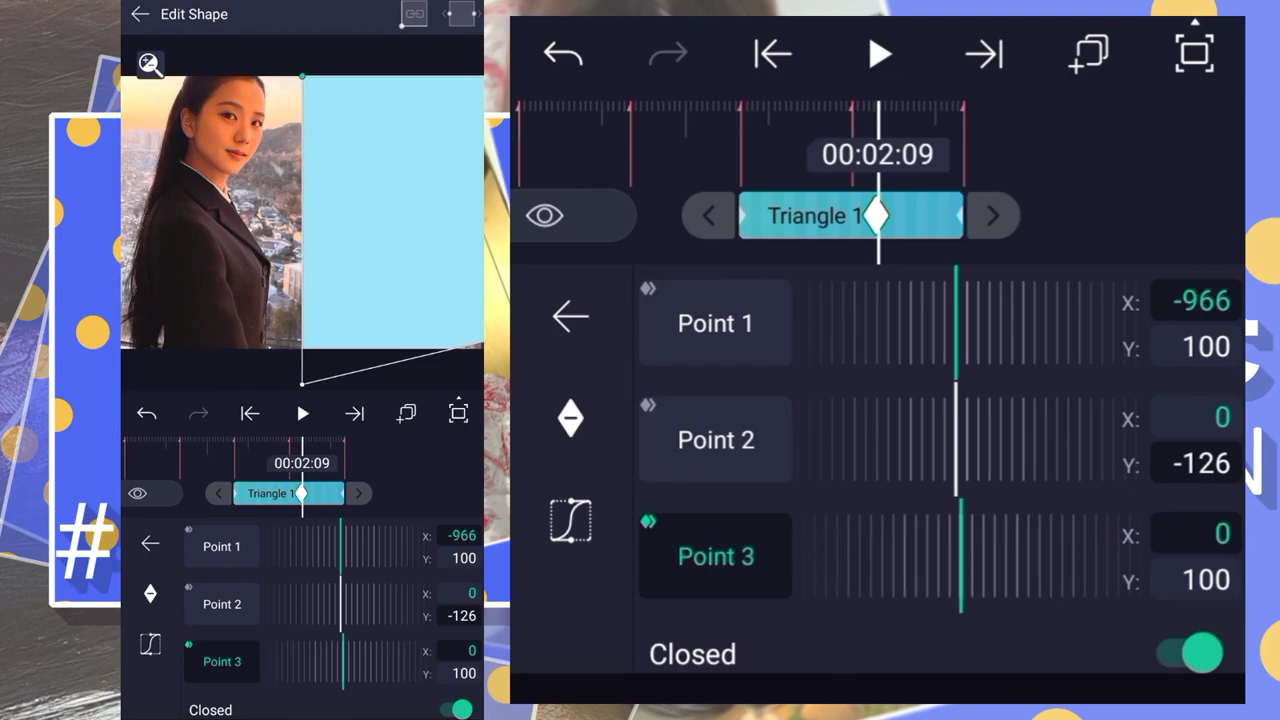 Edit Shape
00:02:09
Triangle 1
Point 1
X: -966
Y: 100
Point 2
X: 0
Y: -126
Point 3
X: 0
Y: 100
Closed
00:02:09
Triangle 1
Point 1
X: -966
Y: 100
Point 2
X: 0
Y: -126
Point 3
X: 0
Y: 100
Closed
#